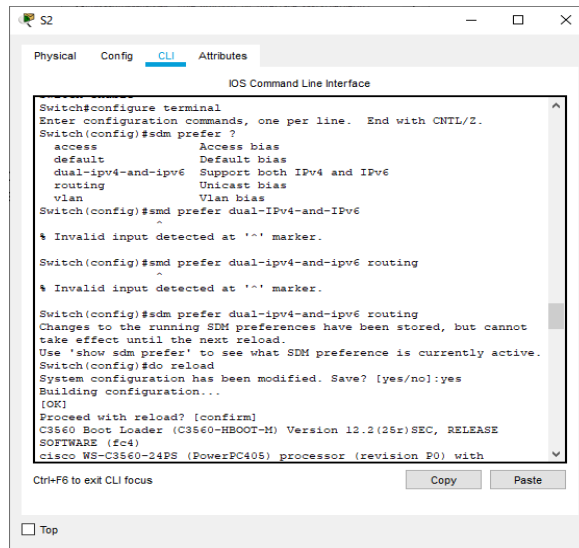 S2
Physical Config CLI Attributes
IOS Command Line Interface
Switch#configure terminal
Enter configuration commands, one per line. End with CNTL/Z.
Switch(config)#sdm prefer ?
access Access bias
default Default bias
dual-ipv4-and-ipv6 Support both IPv4 and IPv6
routing Unicast bias
vlan Vlan bias
Switch(config)#smd prefer dual-IPv4-and-IPv6
^
% Invalid input detected at '^' marker.
Switch(config)#smd prefer dual-ipv4-and-ipv6 routing
^
% Invalid input detected at '^' marker.
Switch(config)#sdm prefer dual-ipv4-and-ipv6 routing
Changes to the running SDM preferences have been stored, but cannot
take effect until the next reload.
Use 'show sdm prefer' to see what SDM preference is currently active.
Switch(config)#do reload
System configuration has been modified. Save? [yes/no]:yes
Building configuration...
[OK]
Proceed with reload? [confirm]
C3560 Boot Loader (C3560-HBOOT-M) Version 12.2(25r)SEC, RELEASE
SOFTWARE (fc4)
cisco WS-C3560-24PS (PowerPC405) processor (revision P0) with
Ctrl+F6 to exit CLI focus
Copy Paste
Top